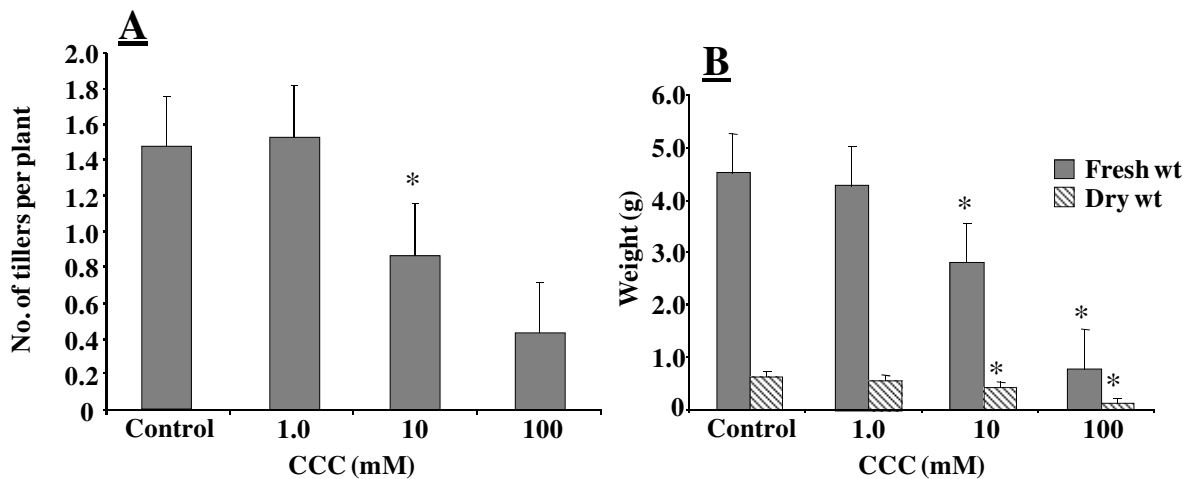 A
2.0
1.8
1.6
1.4
1.2
1.0
0.8
0.6
0.4
0.2
0
No. of tillers per plant
*
Control 1.0 10 100
CCC (mM)
B
6.0
5.0
4.0
3.0
2.0
1.0
0
Weight (g)
Fresh wt
Dry wt
*
*
*
*
Control 1.0 10 100
CCC (mM)